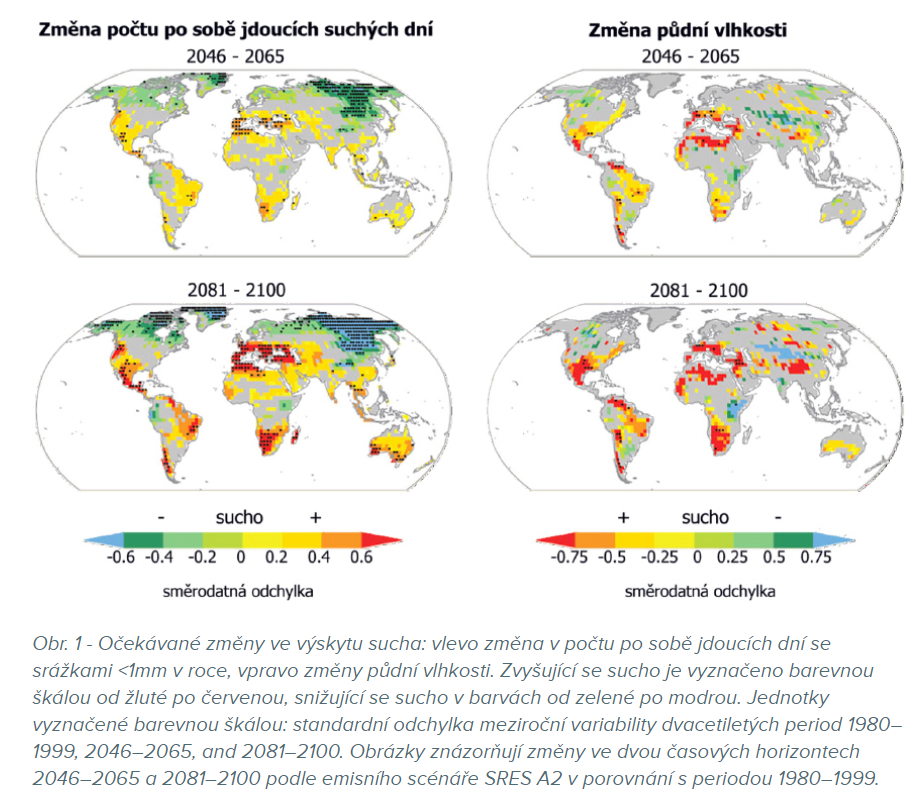 Změna počtu po sobě jdoucích suchých dní
2046 - 2065
Změna půdní vlhkosti
2046 - 2065
2081 - 2100
2081 - 2100
- sucho +
-0.6 -0.4 -0.2 0 0.2 0.4 0.6
směrodatná odchylka
+ sucho -
-0.75 -0.5 -0.25 0 0.25 0.5 0.75
směrodatná odchylka
Obr. 1 - Očekávané změny ve výskytu sucha: vlevo změna v počtu po sobě jdoucích dní se
srážkami <1mm v roce, vpravo změny půdní vlhkosti. Zvyšující se sucho je vyznačeno barevnou
škálou od žluté po červenou, snižující se sucho v barvách od zelené po modrou. Jednotky
vyznačené barevnou škálou: standardní odchylka meziroční variability dvacetiletých period 1980–
1999, 2046–2065, and 2081–2100. Obrázky znázorňují změny ve dvou časových horizontech
2046–2065 a 2081–2100 podle emisního scénáře SRES A2 v porovnání s periodou 1980–1999.